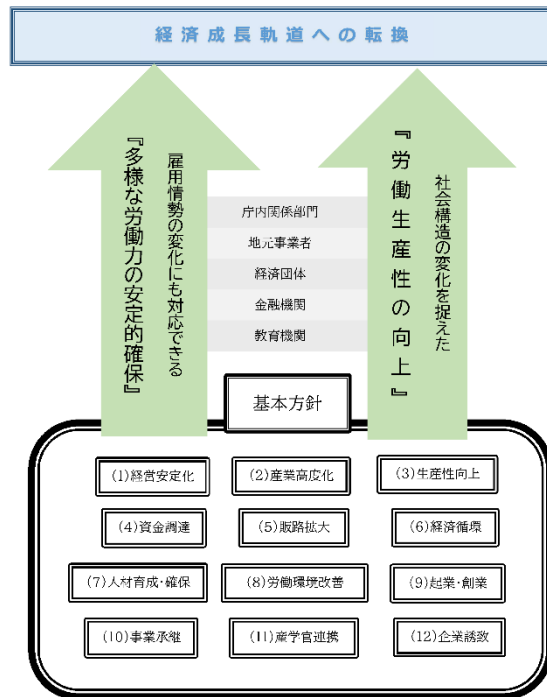 経済成長軌道への転換
雇用情勢の変化にも対応できる
『多様な労働力の安定的確保』
社会構造の変化を捉えた
『労働生産性の向上』
庁内関係部門
地元事業者
経済団体
金融機関
教育機関
基本方針
(1)経営安定化
(2)産業高度化
(3)生産性向上
(4)資金調達
(5)販路拡大
(6)経済循環
(7)人材育成・確保
(8)労働環境改善
(9)起業・創業
(10)事業承継
(11)産学官連携
(12)企業誘致